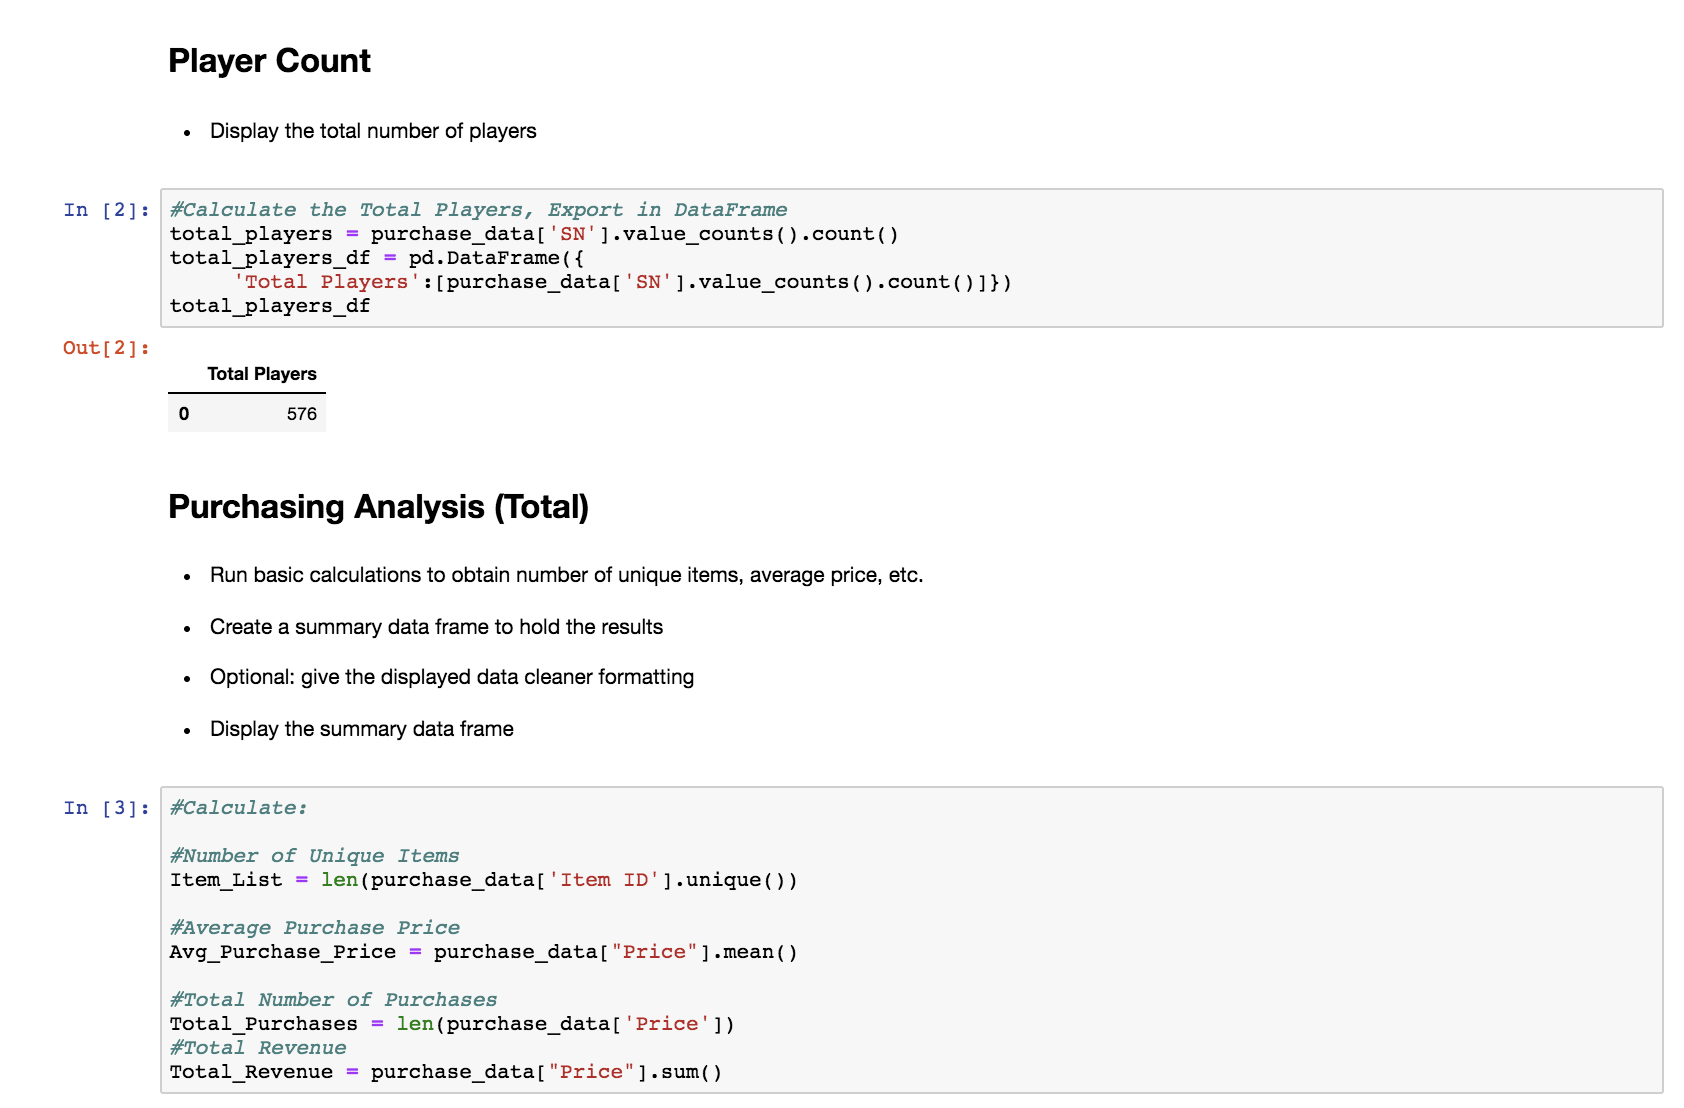 Player Count
• Display the total number of players
In [2]: #Calculate the Total Players, Export in DataFrame
total_players = purchase_data['SN'].value_counts().count()
total_players_df = pd.DataFrame({
     'Total Players':[purchase_data['SN'].value_counts().count()]})
total_players_df
Out[2]:
Total Players
0 576
Purchasing Analysis (Total)
• Run basic calculations to obtain number of unique items, average price, etc.
• Create a summary data frame to hold the results
• Optional: give the displayed data cleaner formatting
• Display the summary data frame
In [3]: #Calculate:
#Number of Unique Items
Item_List = len(purchase_data['Item ID'].unique())
#Average Purchase Price
Avg_Purchase_Price = purchase_data["Price"].mean()
#Total Number of Purchases
Total_Purchases = len(purchase_data['Price'])
#Total Revenue
Total_Revenue = purchase_data["Price"].sum()